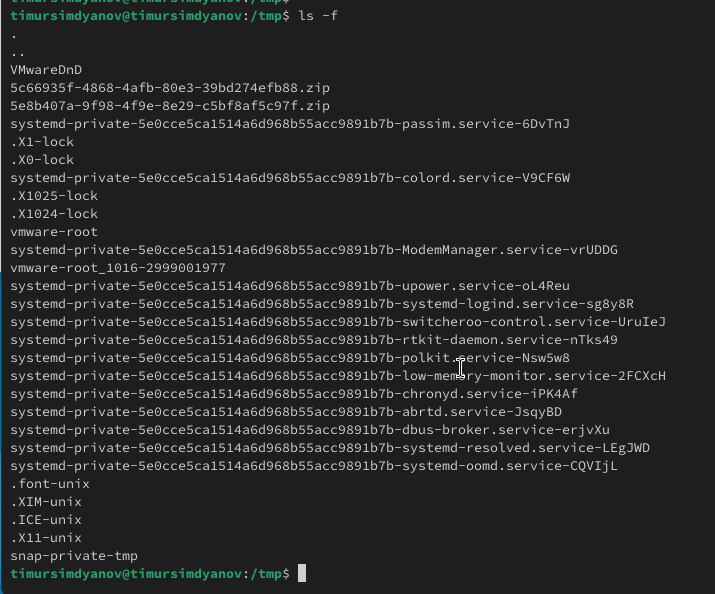 timursimdyanov@timursimdyanov:/tmp$ ls -f
.
..
VMwareDnD
5c66935f-4868-4afb-80e3-39bd274efb88.zip
5e8b407a-9f98-4f9e-8e29-c5bf8af5c97f.zip
systemd-private-5e0cce5ca1514a6d968b55acc9891b7b-passim.service-6DvTnJ
.X1-lock
.X0-lock
systemd-private-5e0cce5ca1514a6d968b55acc9891b7b-colord.service-V9CF6W
.X1025-lock
.X1024-lock
vmware-root
systemd-private-5e0cce5ca1514a6d968b55acc9891b7b-ModemManager.service-vrUDDG
vmware-root_1016-2999001977
systemd-private-5e0cce5ca1514a6d968b55acc9891b7b-upower.service-oL4Reu
systemd-private-5e0cce5ca1514a6d968b55acc9891b7b-systemd-logind.service-sg8y8R
systemd-private-5e0cce5ca1514a6d968b55acc9891b7b-switcheroo-control.service-UruIeJ
systemd-private-5e0cce5ca1514a6d968b55acc9891b7b-rtkit-daemon.service-nTks49
systemd-private-5e0cce5ca1514a6d968b55acc9891b7b-polkit.service-Nsw5w8
systemd-private-5e0cce5ca1514a6d968b55acc9891b7b-low-memory-monitor.service-2FCXcH
systemd-private-5e0cce5ca1514a6d968b55acc9891b7b-chronyd.service-iPK4Af
systemd-private-5e0cce5ca1514a6d968b55acc9891b7b-abrtd.service-JsqyBD
systemd-private-5e0cce5ca1514a6d968b55acc9891b7b-dbus-broker.service-erjvXu
systemd-private-5e0cce5ca1514a6d968b55acc9891b7b-systemd-resolved.service-LEgJWD
systemd-private-5e0cce5ca1514a6d968b55acc9891b7b-systemd-oomd.service-CQVIjL
.font-unix
.XIM-unix
.ICE-unix
.X11-unix
snap-private-tmp
timursimdyanov@timursimdyanov:/tmp$